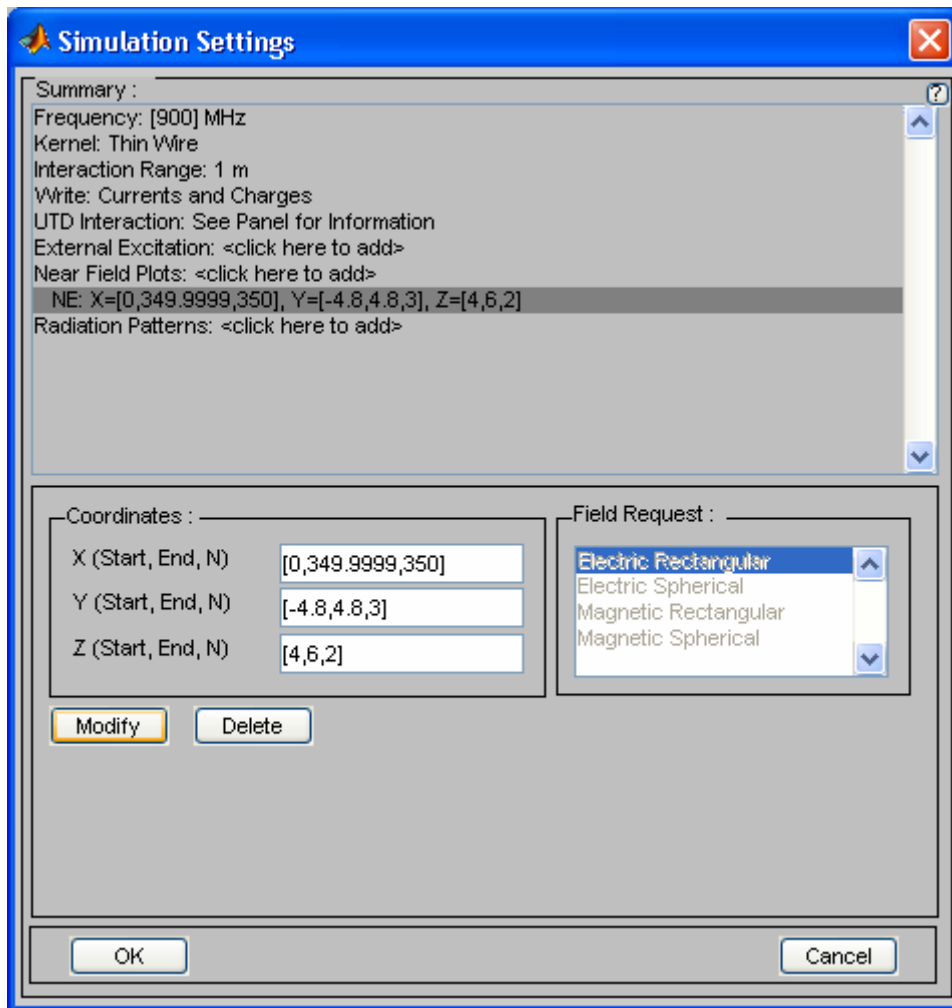 Simulation Settings
Summary :
?
Frequency: [900] MHz
Kernel: Thin Wire
Interaction Range: 1 m
Write: Currents and Charges
UTD Interaction: See Panel for Information
External Excitation: <click here to add>
Near Field Plots: <click here to add>
NE: X=[0,349.9999,350], Y=[-4.8,4.8,3], Z=[4,6,2]
Radiation Patterns: <click here to add>
Coordinates :
X (Start, End, N) [0,349.9999,350]
Y (Start, End, N) [-4.8,4.8,3]
Z (Start, End, N) [4,6,2]
Field Request :
Electric Rectangular
Electric Spherical
Magnetic Rectangular
Magnetic Spherical
Modify Delete
OK Cancel